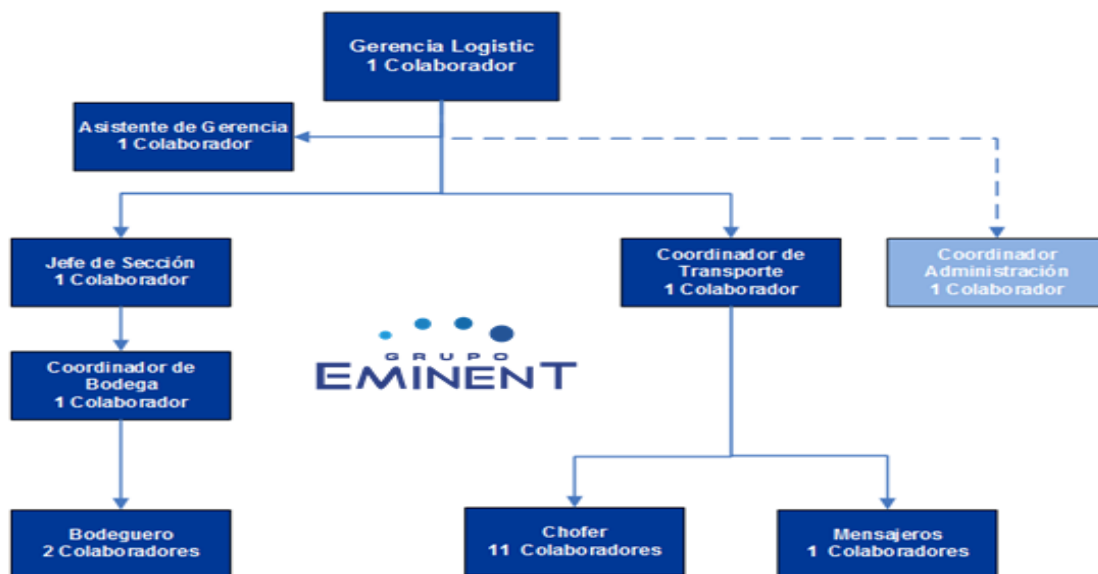 Gerencia Logistic
1 Colaborador
Asistente de Gerencia
1 Colaborador
Jefe de Sección
1 Colaborador
Coordinador de
Transporte
1 Colaborador
Coordinador
Administración
1 Colaborador
Coordinador de
Bodega
1 Colaborador
GRUPO
EMINENT
Bodeguero
2 Colaboradores
Chofer
11 Colaboradores
Mensajeros
1 Colaboradores